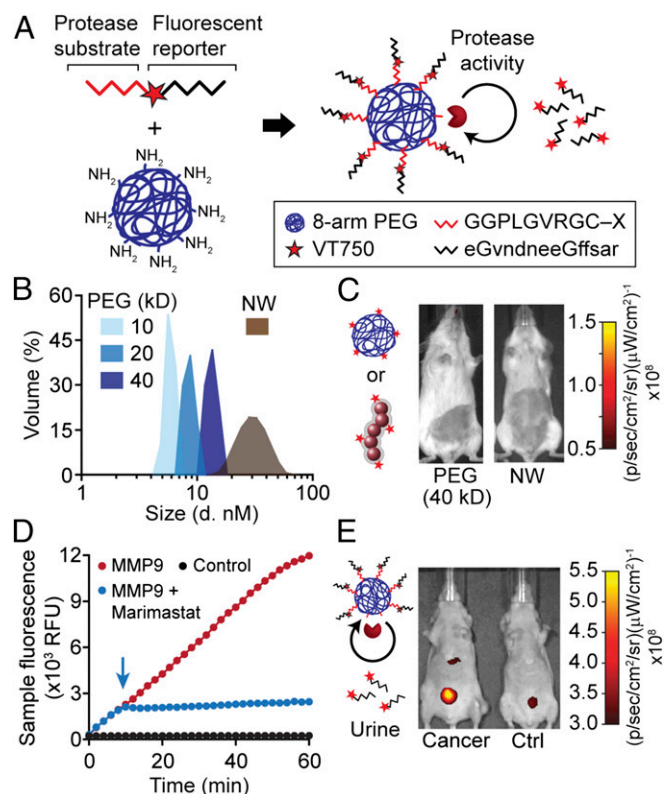 A
Protease substrate
Fluorescent reporter
+
NH2
NH2
NH2
NH2
NH2
NH2
NH2
NH2
Protease activity
8-arm PEG
GGPLGVRGC–X
VT750
eGvndneeGffsar
B
PEG (kD)
10
20
40
NW
Volume (%)
60
45
30
15
0
1
10
100
Size (d. nM)
C
or
PEG
(40 kD)
NW
1.5
1.0
0.5
(p/sec/cm²/sr)(μW/cm²)⁻¹
×10⁸
D
MMP9
Control
MMP9 +
Marimastat
Sample fluorescence
(x10³ RFU)
12
9
6
3
0
0
20
40
60
Time (min)
E
Urine
Cancer
Ctrl
5.5
5.0
4.5
4.0
3.5
3.0
(p/sec/cm²/sr)(μW/cm²)⁻¹
×10⁸